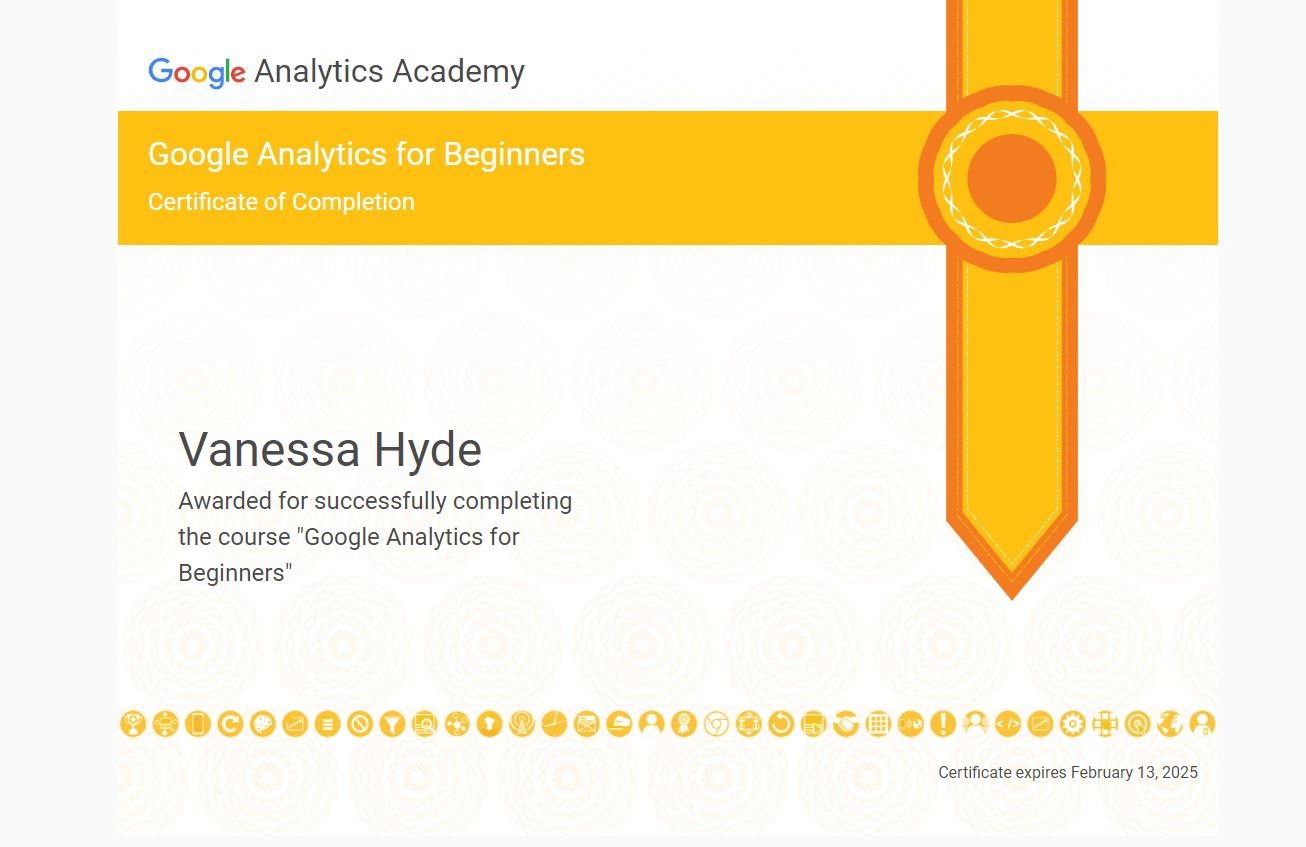 Google Analytics Academy
Google Analytics for Beginners
Certificate of Completion
Vanessa Hyde
Awarded for successfully completing
the course "Google Analytics for
Beginners"
Certificate expires February 13, 2025